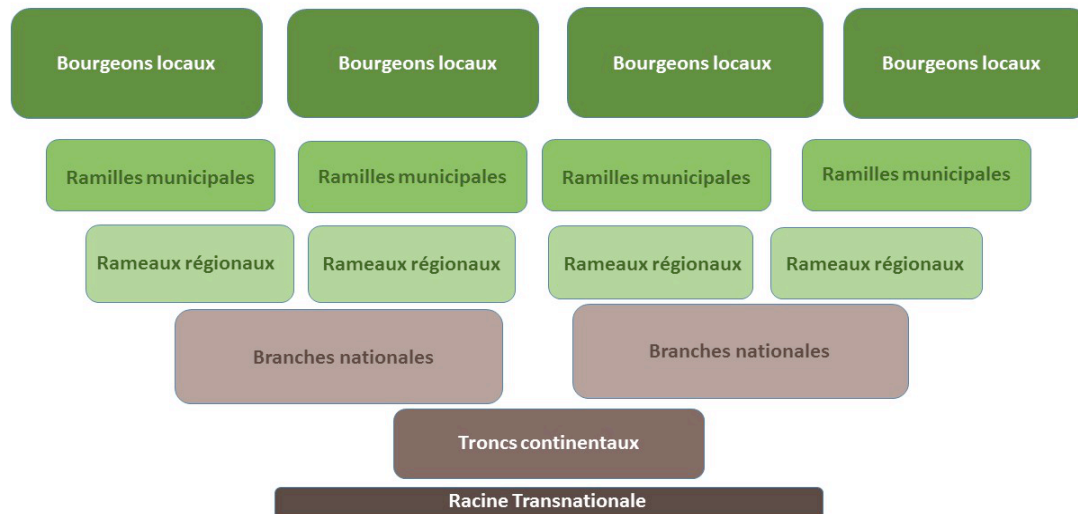 Bourgeons locaux
Bourgeons locaux
Bourgeons locaux
Bourgeons locaux
Ramilles municipales
Ramilles municipales
Ramilles municipales
Ramilles municipales
Rameaux régionaux
Rameaux régionaux
Rameaux régionaux
Rameaux régionaux
Branches nationales
Branches nationales
Troncs continentaux
Racine Transnationale